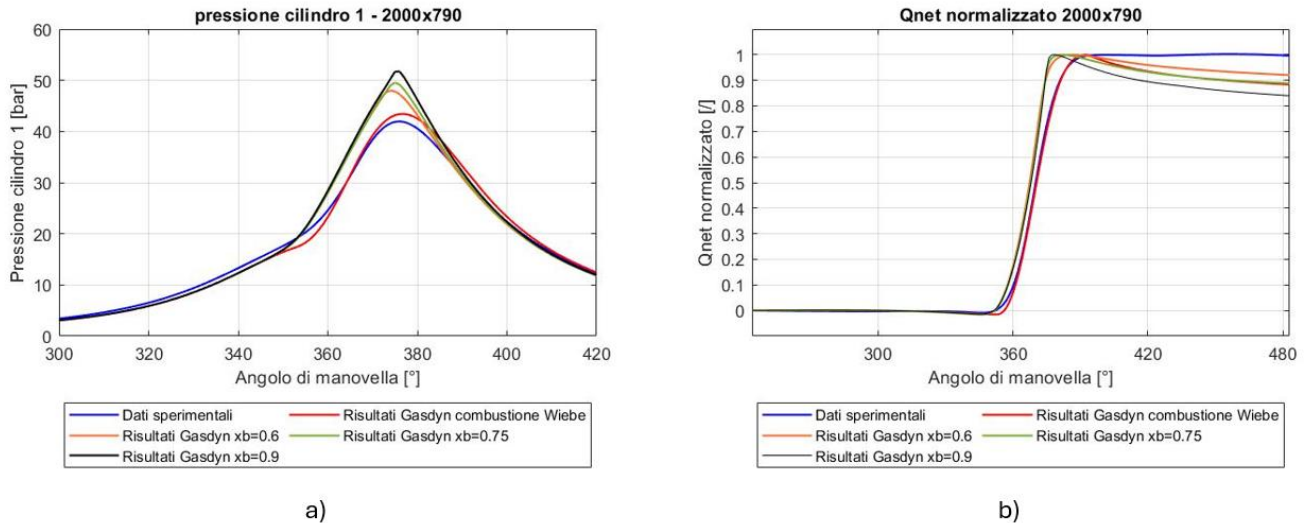 pressione cilindro 1 - 2000x790
Pressione cilindro 1 [bar]
60
50
40
30
20
10
0
300 320 340 360 380 400 420
Angolo di manovella [°]
Dati sperimentali Risultati Gasdyn combustione Wiebe
Risultati Gasdyn xb=0.6 Risultati Gasdyn xb=0.75
Risultati Gasdyn xb=0.9
a)
Qnet normalizzato 2000x790
Qnet normalizzato [/]
1
0.9
0.8
0.7
0.6
0.5
0.4
0.3
0.2
0.1
0
300 360 420 480
Angolo di manovella [°]
Dati sperimentali Risultati Gasdyn combustione Wiebe
Risultati Gasdyn xb=0.6 Risultati Gasdyn xb=0.75
Risultati Gasdyn xb=0.9
b)